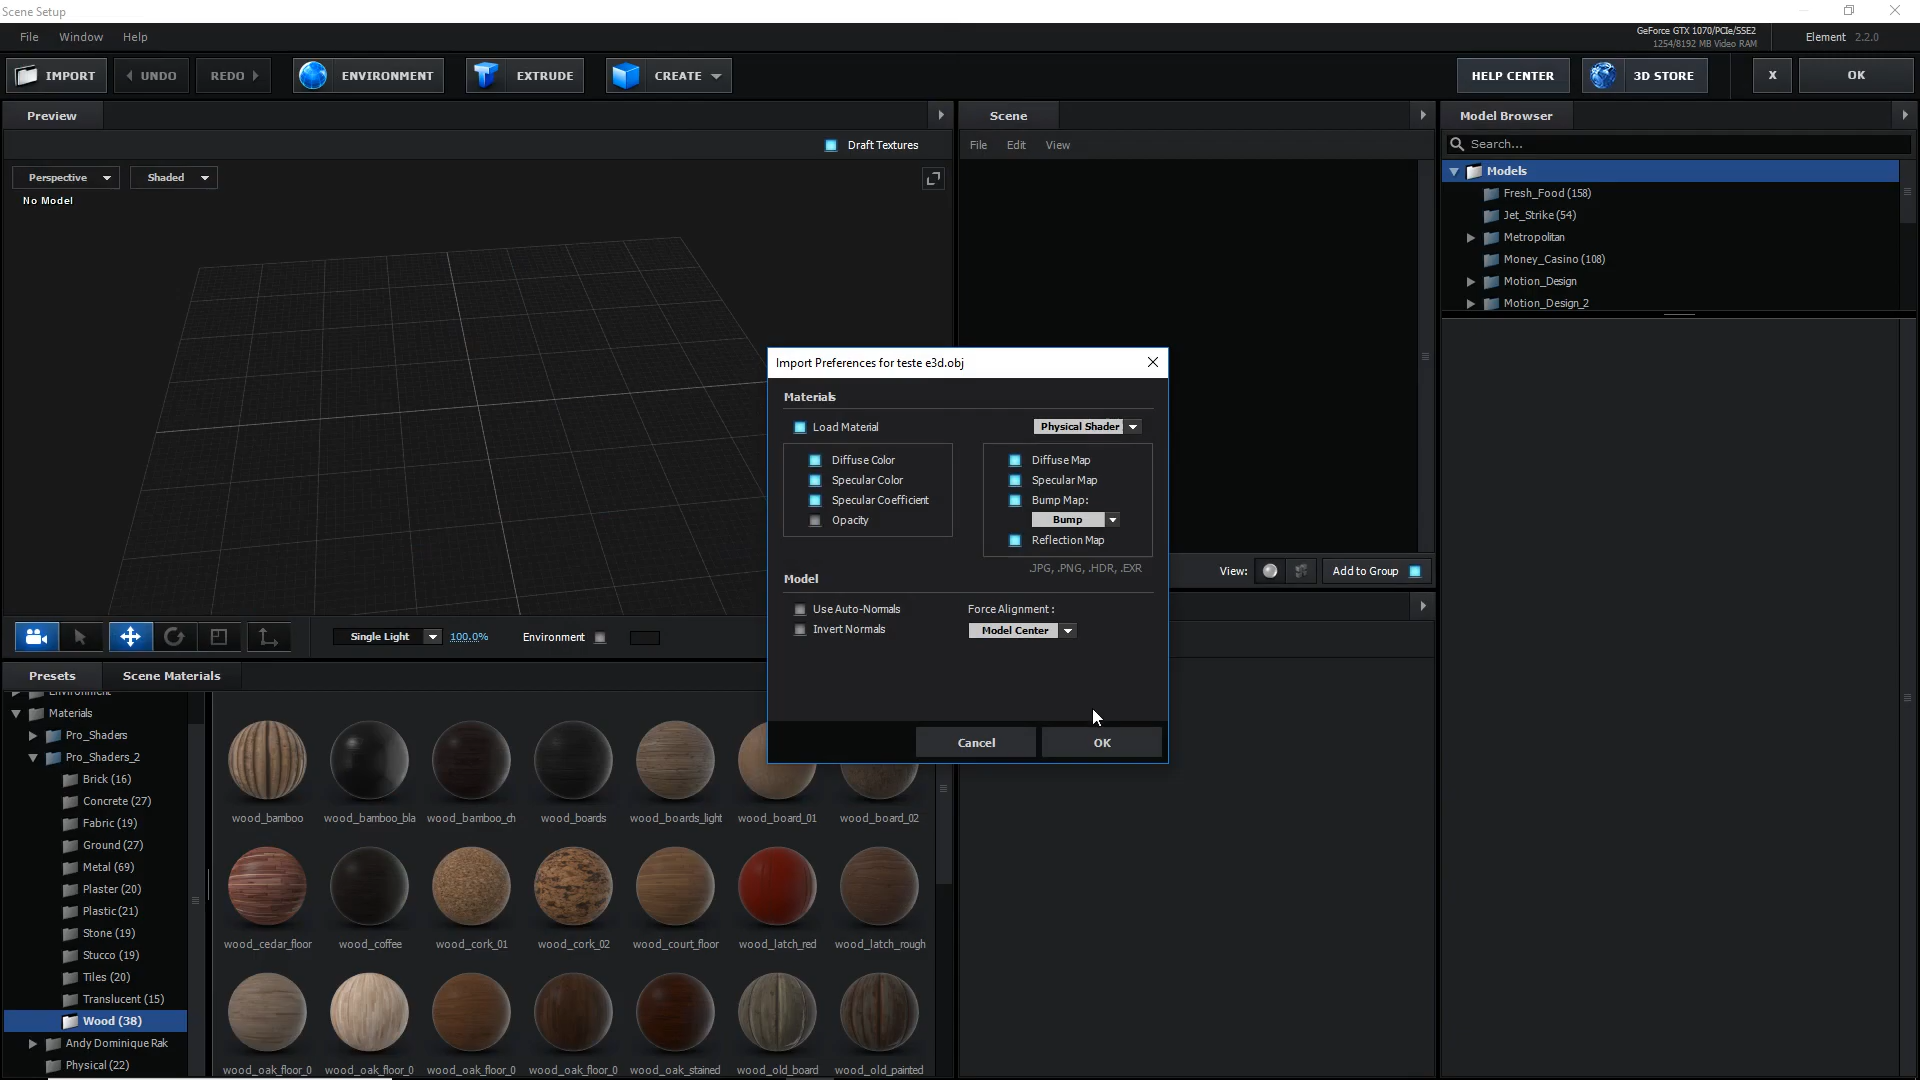 Scene Setup
File Window Help
GeForce GTX 1070/PCIe/SSE2
1254/8192 MB Video RAM
Element 2.2.0
IMPORT UNDO REDO ENVIRONMENT EXTRUDE CREATE HELP CENTER 3D STORE X OK
Preview
Draft Textures
Perspective Shaded
No Model
Scene
File Edit View
Model Browser
Search...
Models
Fresh_Food (158)
Jet_Strike (54)
Metropolitan
Money_Casino (108)
Motion_Design
Motion_Design_2
Import Preferences for teste e3d.obj
Materials
Load Material Physical Shader
Diffuse Color
Specular Color
Specular Coefficient
Opacity
Diffuse Map
Specular Map
Bump Map:
Bump
Reflection Map
.JPG, .PNG, .HDR, .EXR
Model
Use Auto-Normals
Invert Normals
Force Alignment :
Model Center
Cancel OK
View: Add to Group
Single Light 100.0% Environment
Presets Scene Materials
Environment
Materials
Pro_Shaders
Pro_Shaders_2
Brick (16)
Concrete (27)
Fabric (19)
Ground (27)
Metal (69)
Plaster (20)
Plastic (21)
Stone (19)
Stucco (19)
Tiles (20)
Translucent (15)
Wood (38)
Andy Dominique Rak
Physical (22)
wood_bamboo wood_bamboo_bla wood_bamboo_ch wood_boards wood_boards_light wood_board_01 wood_board_02
wood_cedar_floor wood_coffee wood_cork_01 wood_cork_02 wood_court_floor wood_latch_red wood_latch_rough
wood_oak_floor_0 wood_oak_floor_0 wood_oak_floor_0 wood_oak_floor_0 wood_oak_stained wood_old_board wood_old_painted